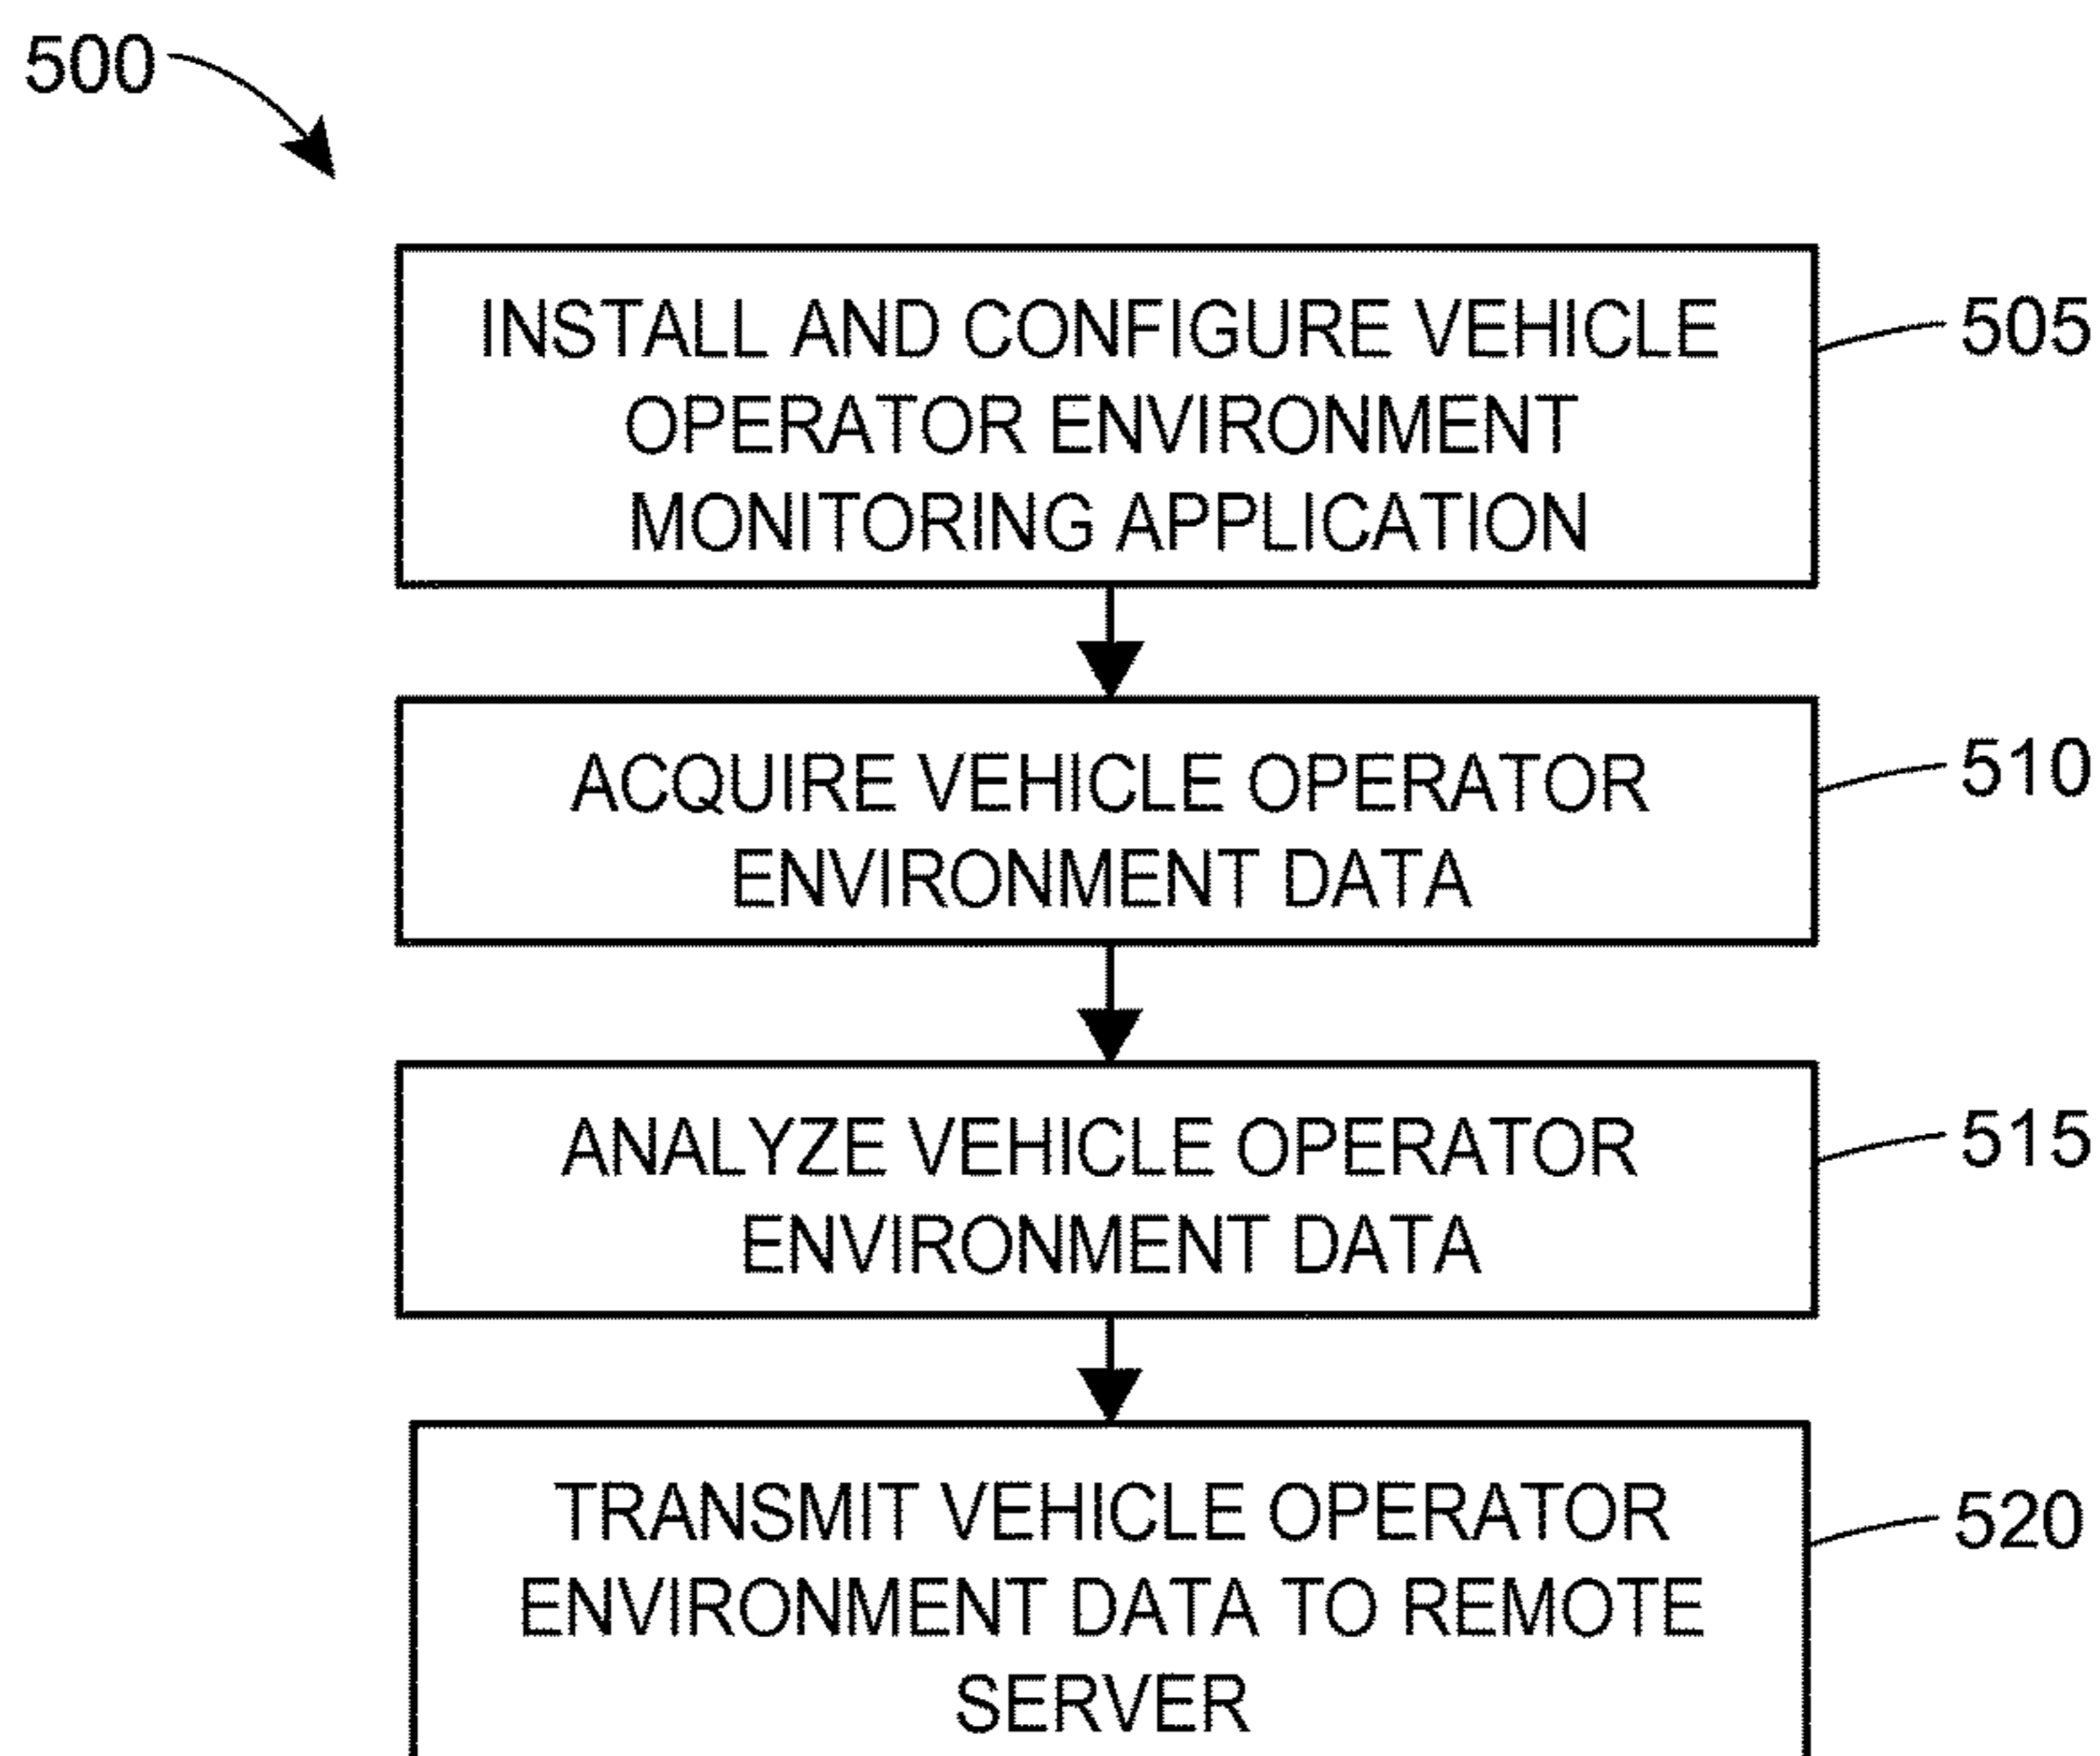 500
INSTALL AND CONFIGURE VEHICLE
OPERATOR ENVIRONMENT
MONITORING APPLICATION
505
ACQUIRE VEHICLE OPERATOR
ENVIRONMENT DATA
510
ANALYZE VEHICLE OPERATOR
ENVIRONMENT DATA
515
TRANSMIT VEHICLE OPERATOR
ENVIRONMENT DATA TO REMOTE
SERVER
520